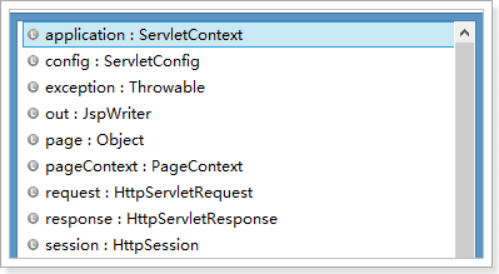 application : ServletContext
config : ServletConfig
exception : Throwable
out : JspWriter
page : Object
pageContext : PageContext
request : HttpServletRequest
response : HttpServletResponse
session : HttpSession